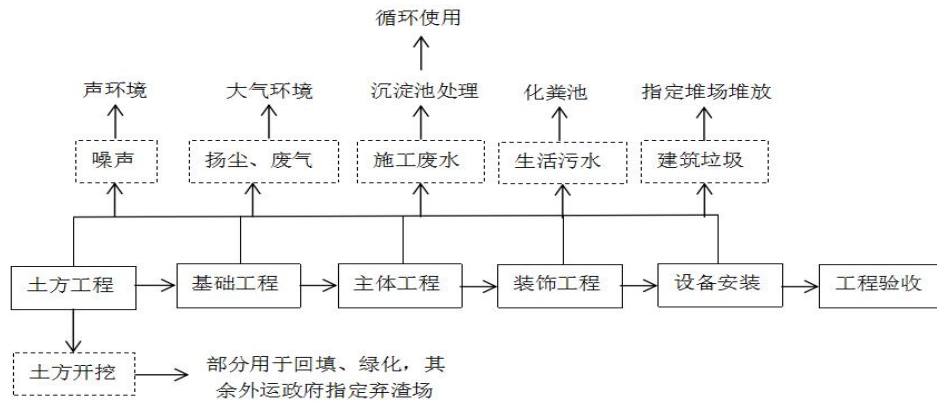 循环使用
声环境
大气环境
沉淀池处理
化粪池
指定堆场堆放
噪声
扬尘、废气
施工废水
生活污水
建筑垃圾
土方工程
基础工程
主体工程
装饰工程
设备安装
工程验收
土方开挖
部分用于回填、绿化，其
余外运政府指定弃渣场